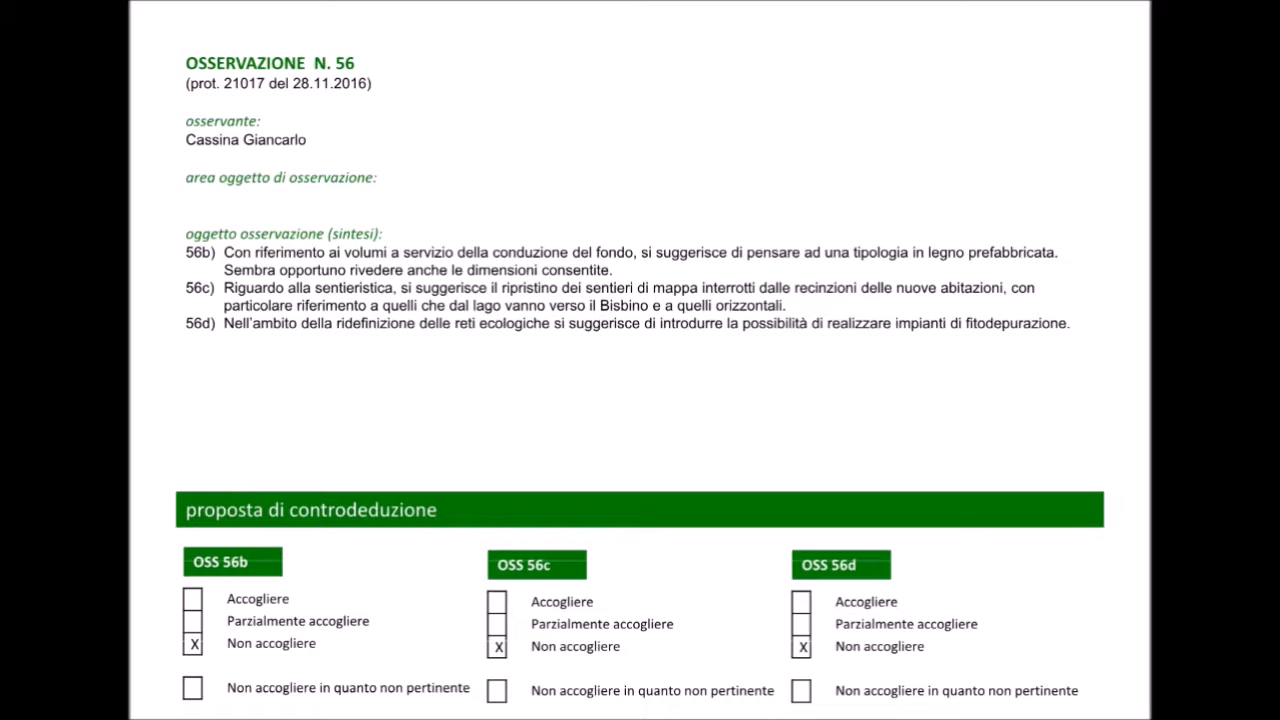 OSSERVAZIONE N. 56
(prot. 21017 del 28.11.2016)
osservante:
Cassina Giancarlo
area oggetto di osservazione:
oggetto osservazione (sintesi):
56b) Con riferimento ai volumi a servizio della conduzione del fondo, si suggerisce di pensare ad una tipologia in legno prefabbricata.
Sembra opportuno rivedere anche le dimensioni consentite.
56c) Riguardo alla sentieristica, si suggerisce il ripristino dei sentieri di mappa interrotti dalle recinzioni delle nuove abitazioni, con
particolare riferimento a quelli che dal lago vanno verso il Bisbino e a quelli orizzontali.
56d) Nell'ambito della ridefinizione delle reti ecologiche si suggerisce di introdurre la possibilità di realizzare impianti di fitodepurazione.
proposta di controdeduzione
OSS 56b
Accogliere
Parzialmente accogliere
X Non accogliere
Non accogliere in quanto non pertinente
OSS 56c
Accogliere
Parzialmente accogliere
X Non accogliere
Non accogliere in quanto non pertinente
OSS 56d
Accogliere
Parzialmente accogliere
X Non accogliere
Non accogliere in quanto non pertinente